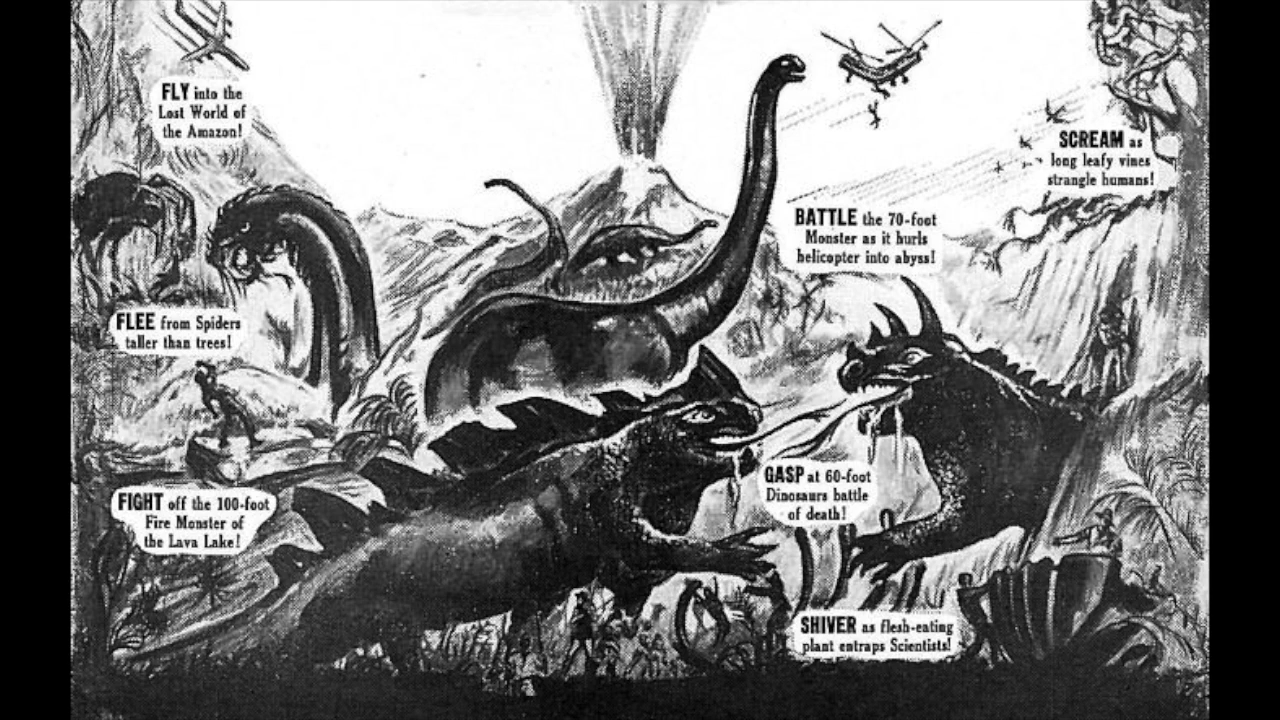 FLY into the
Lost World of
the Amazon!
SCREAM as
long leafy vines
strangle humans!
BATTLE the 70-foot
Monster as it hurls
helicopter into abyss!
FLEE from Spiders
taller than trees!
GASP at 60-foot
Dinosaurs battle
of death!
FIGHT off the 100-foot
Fire Monster of
the Lava Lake!
SHIVER as flesh-eating
plant entraps Scientists!